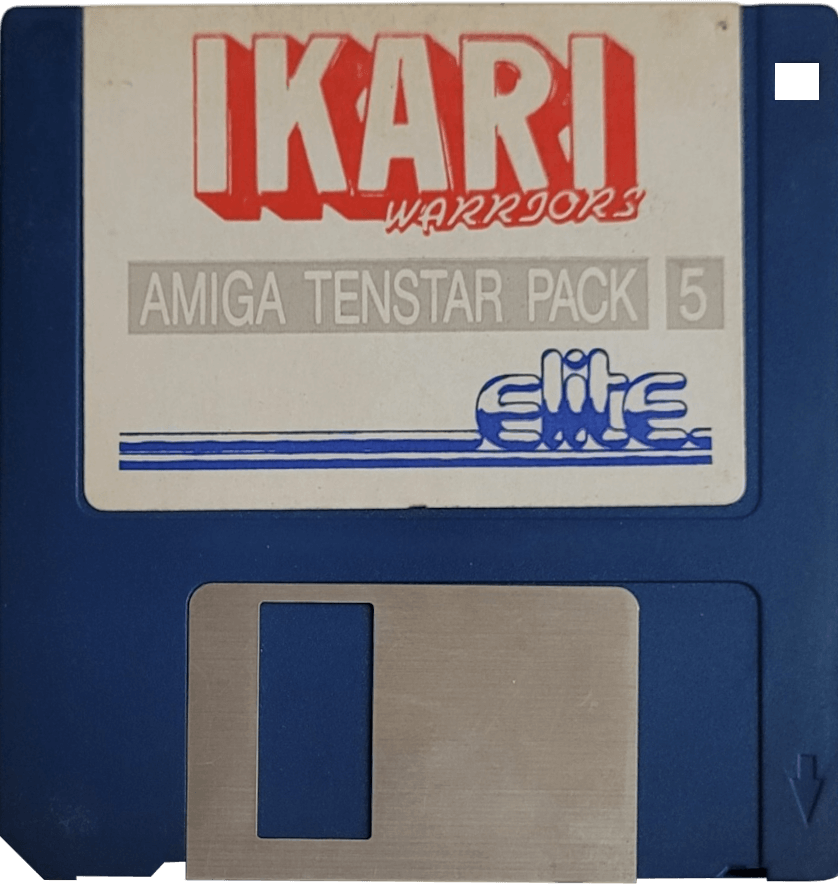 IKARI
WARRIORS
AMIGA TENSTAR PACK 5
elite